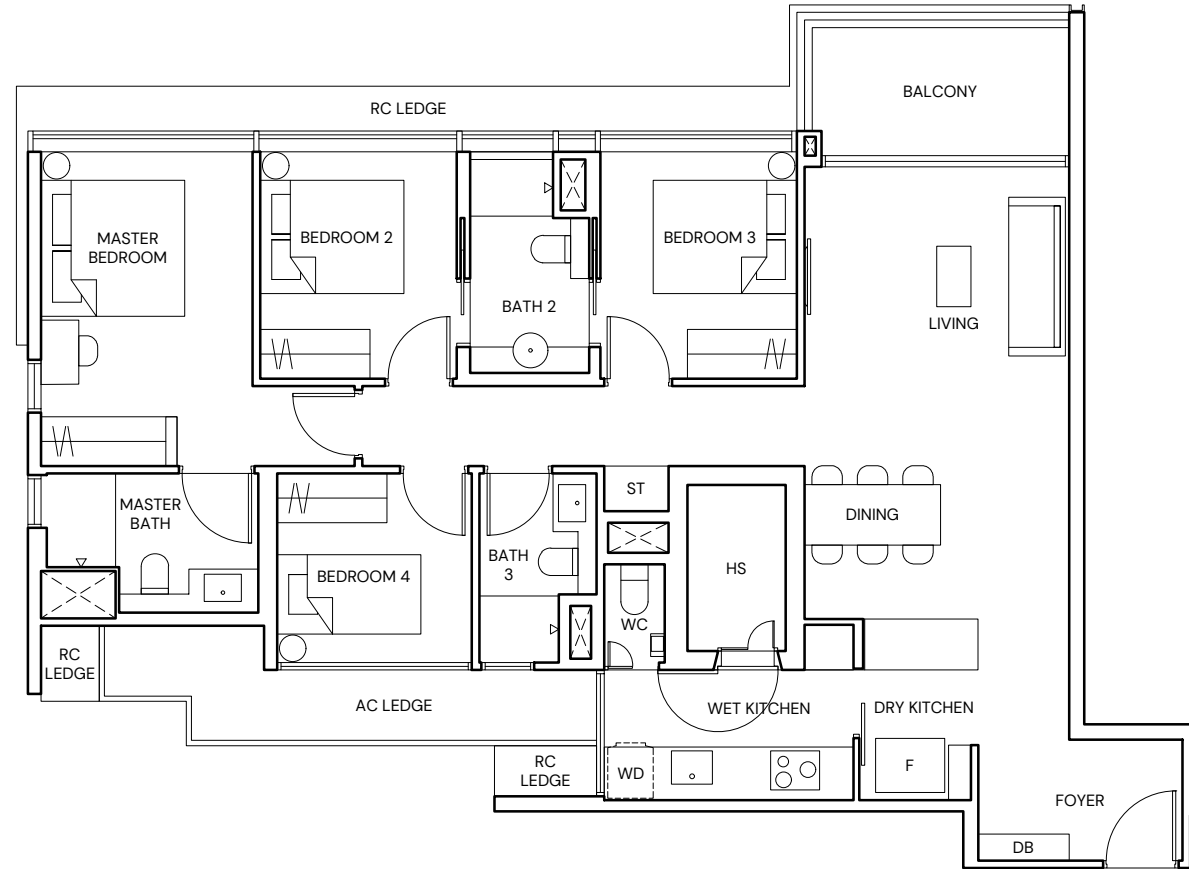 BALCONY
RC LEDGE
MASTER
BEDROOM
BEDROOM 2
BEDROOM 3
BATH 2
LIVING
MASTER
BATH
ST
DINING
BATH
3
BEDROOM 4
HS
WC
RC
LEDGE
AC LEDGE
WET KITCHEN
DRY KITCHEN
RC
LEDGE
WD
F
FOYER
DB